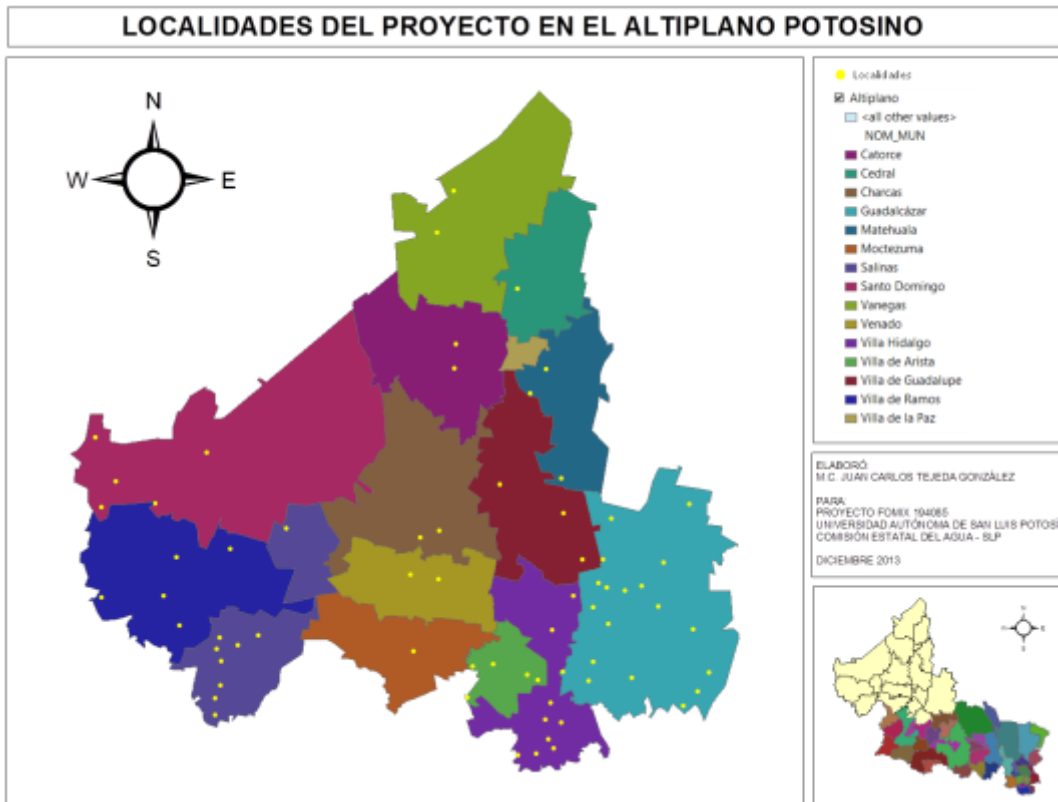 LOCALIDADES DEL PROYECTO EN EL ALTIPLANO POTOSINO
N
W
E
S
Localidades
Altiplano
<all other values>
NOM_MUN
Catorce
Cedral
Charcas
Guadalcázar
Matehuala
Moctezuma
Salinas
Santo Domingo
Vanegas
Venado
Villa Hidalgo
Villa de Arista
Villa de Guadalupe
Villa de Ramos
Villa de la Paz
ELABORÓ:
M.C. JUAN CARLOS TEJEDA GONZÁLEZ
PARA:
PROYECTO FOMIX 194085
UNIVERSIDAD AUTÓNOMA DE SAN LUIS POTOSÍ
COMISIÓN ESTATAL DEL AGUA - SLP
DICIEMBRE 2013